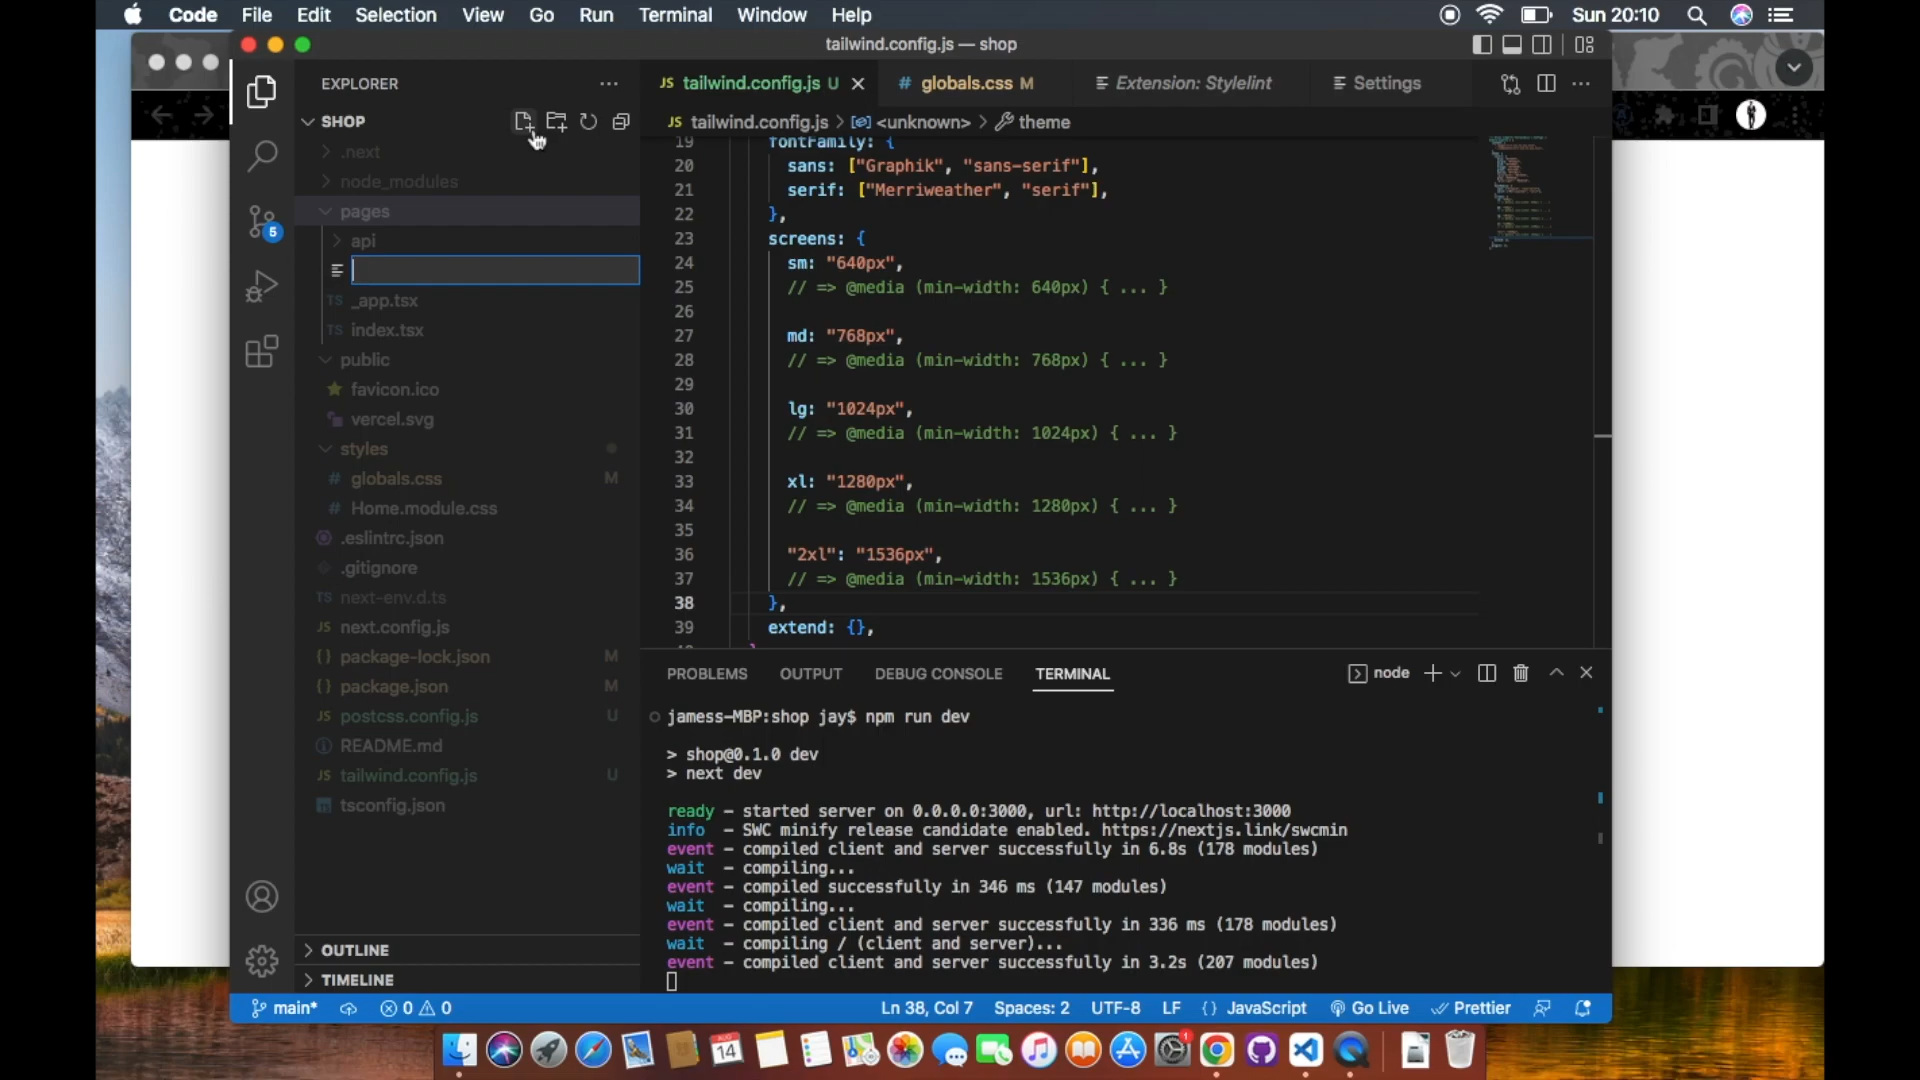 Code File Edit Selection View Go Run Terminal Window Help Sun 20:10
tailwind.config.js — shop
EXPLORER
tailwind.config.js U
globals.css M
Extension: Stylelint
Settings
SHOP
tailwind.config.js > <unknown> > theme
.next
node_modules
pages
api
_app.tsx
index.tsx
public
favicon.ico
vercel.svg
styles
globals.css M
Home.module.css
.eslintrc.json
.gitignore
TS next-env.d.ts
JS next.config.js
{} package-lock.json M
{} package.json M
JS postcss.config.js U
README.md
JS tailwind.config.js U
tsconfig.json
OUTLINE
TIMELINE
5
19 fontFamily: {
20 sans: ["Graphik", "sans-serif"],
21 serif: ["Merriweather", "serif"],
22 },
23 screens: {
24 sm: "640px",
25 // => @media (min-width: 640px) { ... }
26
27 md: "768px",
28 // => @media (min-width: 768px) { ... }
29
30 lg: "1024px",
31 // => @media (min-width: 1024px) { ... }
32
33 xl: "1280px",
34 // => @media (min-width: 1280px) { ... }
35
36 "2xl": "1536px",
37 // => @media (min-width: 1536px) { ... }
38 },
39 extend: {},
PROBLEMS OUTPUT DEBUG CONSOLE TERMINAL node
jamess-MBP:shop jay$ npm run dev
> shop@0.1.0 dev
> next dev
ready - started server on 0.0.0.0:3000, url: http://localhost:3000
info - SWC minify release candidate enabled. https://nextjs.link/swcmin
event - compiled client and server successfully in 6.8s (178 modules)
wait - compiling...
event - compiled successfully in 346 ms (147 modules)
wait - compiling...
event - compiled client and server successfully in 336 ms (178 modules)
wait - compiling / (client and server)...
event - compiled client and server successfully in 3.2s (207 modules)
main* 0 0 Ln 38, Col 7 Spaces: 2 UTF-8 LF {} JavaScript Go Live Prettier
AUG
14
1